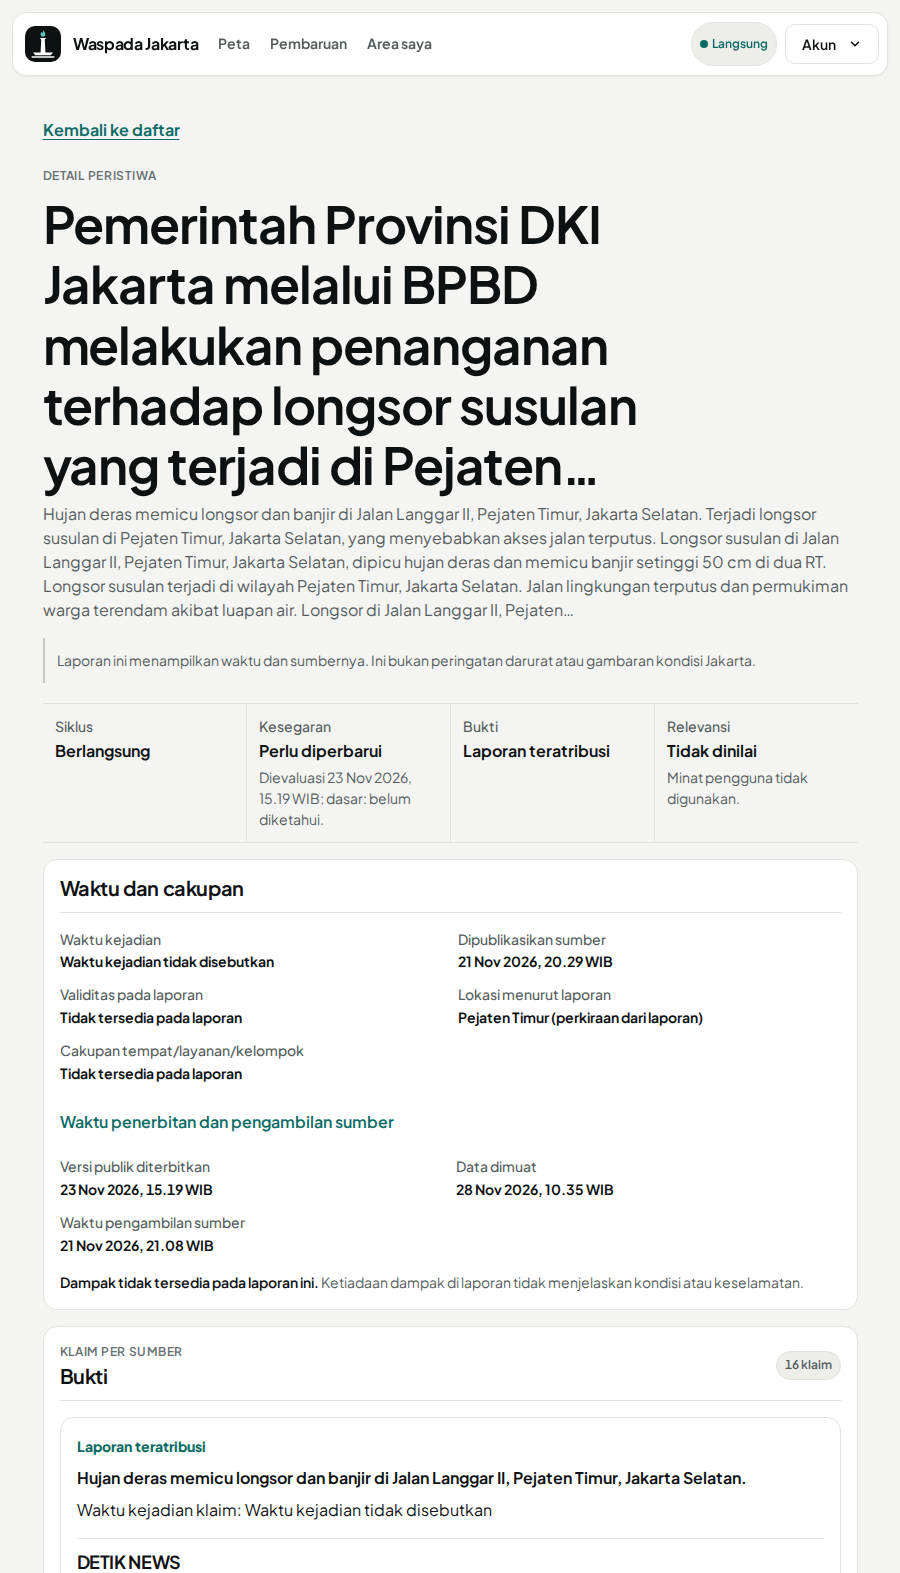 Waspada Jakarta
Peta
Pembaruan
Area saya
Langsung
Akun
Kembali ke daftar
DETAIL PERISTIWA
Pemerintah Provinsi DKI
Jakarta melalui BPBD
melakukan penanganan
terhadap longsor susulan
yang terjadi di Pejaten…
Hujan deras memicu longsor dan banjir di Jalan Langgar II, Pejaten Timur, Jakarta Selatan. Terjadi longsor
susulan di Pejaten Timur, Jakarta Selatan, yang menyebabkan akses jalan terputus. Longsor susulan di Jalan
Langgar II, Pejaten Timur, Jakarta Selatan, dipicu hujan deras dan memicu banjir setinggi 50 cm di dua RT.
Longsor susulan terjadi di wilayah Pejaten Timur, Jakarta Selatan. Jalan lingkungan terputus dan permukiman
warga terendam akibat luapan air. Longsor di Jalan Langgar II, Pejaten…
Laporan ini menampilkan waktu dan sumbernya. Ini bukan peringatan darurat atau gambaran kondisi Jakarta.
Siklus
Berlangsung
Kesegaran
Perlu diperbarui
Dievaluasi 23 Nov 2026,
15.19 WIB; dasar: belum
diketahui.
Bukti
Laporan teratribusi
Relevansi
Tidak dinilai
Minat pengguna tidak
digunakan.
Waktu dan cakupan
Waktu kejadian
Waktu kejadian tidak disebutkan
Dipublikasikan sumber
21 Nov 2026, 20.29 WIB
Validitas pada laporan
Tidak tersedia pada laporan
Lokasi menurut laporan
Pejaten Timur (perkiraan dari laporan)
Cakupan tempat/layanan/kelompok
Tidak tersedia pada laporan
Waktu penerbitan dan pengambilan sumber
Versi publik diterbitkan
23 Nov 2026, 15.19 WIB
Data dimuat
28 Nov 2026, 10.35 WIB
Waktu pengambilan sumber
21 Nov 2026, 21.08 WIB
Dampak tidak tersedia pada laporan ini. Ketiadaan dampak di laporan tidak menjelaskan kondisi atau keselamatan.
KLAIM PER SUMBER
Bukti
16 klaim
Laporan teratribusi
Hujan deras memicu longsor dan banjir di Jalan Langgar II, Pejaten Timur, Jakarta Selatan.
Waktu kejadian klaim: Waktu kejadian tidak disebutkan
DETIK NEWS